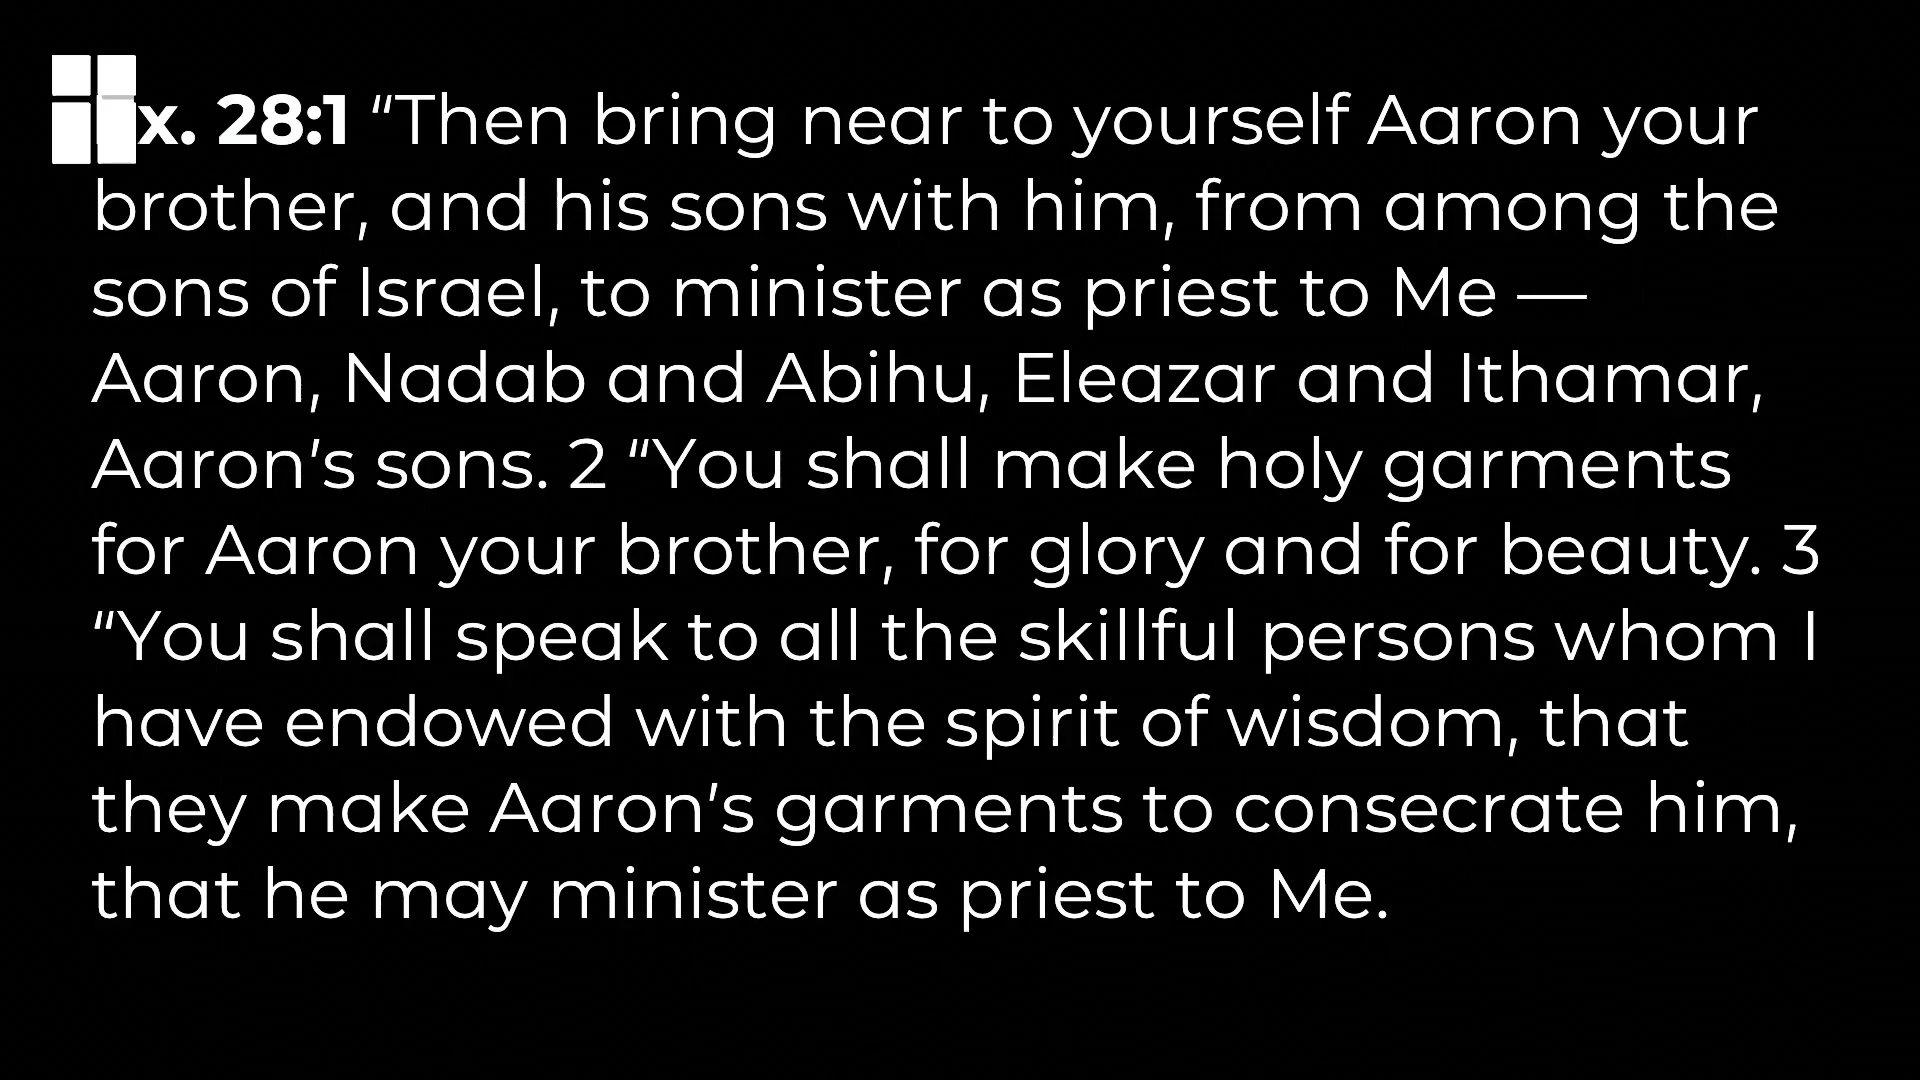 x. 28:1 “Then bring near to yourself Aaron your
brother, and his sons with him, from among the
sons of Israel, to minister as priest to Me —
Aaron, Nadab and Abihu, Eleazar and Ithamar,
Aaron’s sons. 2 “You shall make holy garments
for Aaron your brother, for glory and for beauty. 3
“You shall speak to all the skillful persons whom I
have endowed with the spirit of wisdom, that
they make Aaron’s garments to consecrate him,
that he may minister as priest to Me.